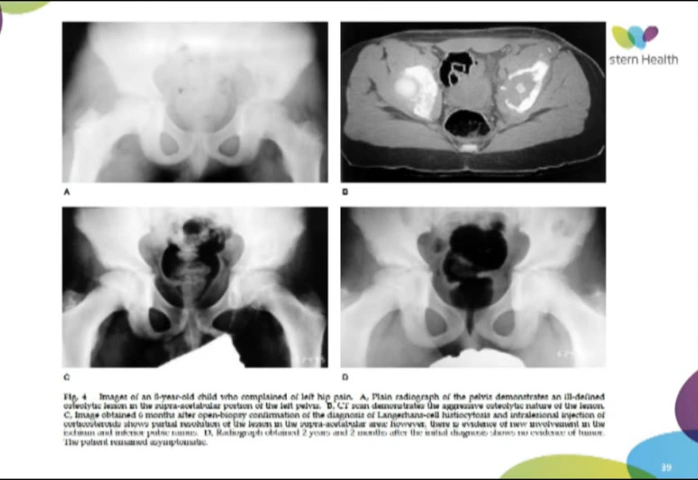 stern Health
A
B
C
D
Fig. 4 Images of an 8-year-old child who complained of left hip pain. A, Plain radiograph of the pelvis demonstrates an ill-defined
osteolytic lesion in the supra-acetabular portion of the left pelvis. B, CT scan demonstrates the aggressive osteolytic nature of the lesion.
C, Image obtained 6 months after open-biopsy confirmation of the diagnosis of Langerhans-cell histiocytosis and intralesional injection of
corticosteroids shows partial resolution of the lesion in the supra-acetabular area; however, there is evidence of new involvement in the
ischium and inferior pubic ramus. D, Radiograph obtained 2 years and 2 months after the initial diagnosis shows no evidence of tumor.
The patient remained asymptomatic.
39